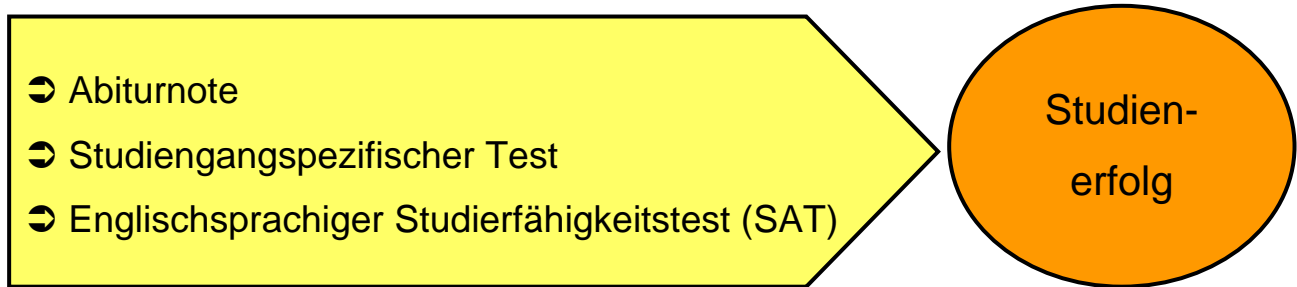 ➲ Abiturnote
➲ Studiengangspezifischer Test
➲ Englischsprachiger Studierfähigkeitstest (SAT)
Studien-
erfolg